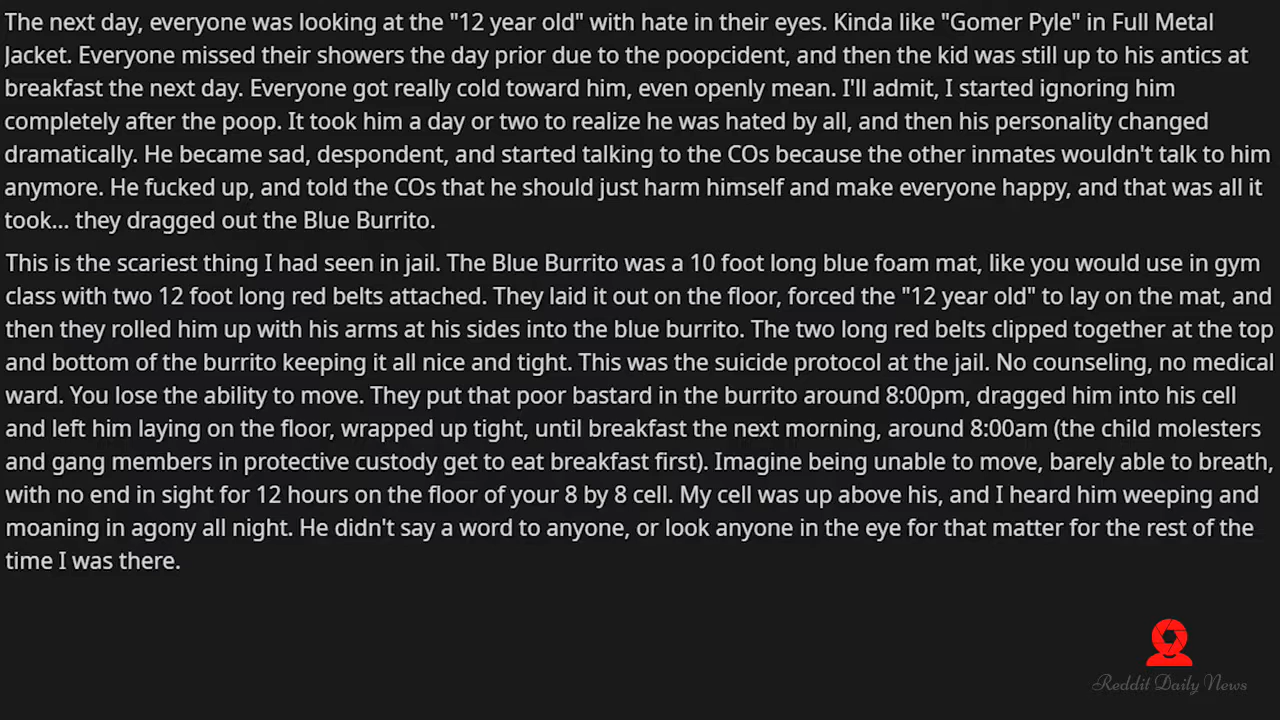 The next day, everyone was looking at the "12 year old" with hate in their eyes. Kinda like "Gomer Pyle" in Full Metal
Jacket. Everyone missed their showers the day prior due to the poopcident, and then the kid was still up to his antics at
breakfast the next day. Everyone got really cold toward him, even openly mean. I'll admit, I started ignoring him
completely after the poop. It took him a day or two to realize he was hated by all, and then his personality changed
dramatically. He became sad, despondent, and started talking to the COs because the other inmates wouldn't talk to him
anymore. He fucked up, and told the COs that he should just harm himself and make everyone happy, and that was all it
took... they dragged out the Blue Burrito.
This is the scariest thing I had seen in jail. The Blue Burrito was a 10 foot long blue foam mat, like you would use in gym
class with two 12 foot long red belts attached. They laid it out on the floor, forced the "12 year old" to lay on the mat, and
then they rolled him up with his arms at his sides into the blue burrito. The two long red belts clipped together at the top
and bottom of the burrito keeping it all nice and tight. This was the suicide protocol at the jail. No counseling, no medical
ward. You lose the ability to move. They put that poor bastard in the burrito around 8:00pm, dragged him into his cell
and left him laying on the floor, wrapped up tight, until breakfast the next morning, around 8:00am (the child molesters
and gang members in protective custody get to eat breakfast first). Imagine being unable to move, barely able to breath,
with no end in sight for 12 hours on the floor of your 8 by 8 cell. My cell was up above his, and I heard him weeping and
moaning in agony all night. He didn't say a word to anyone, or look anyone in the eye for that matter for the rest of the
time I was there.
Reddit Daily News